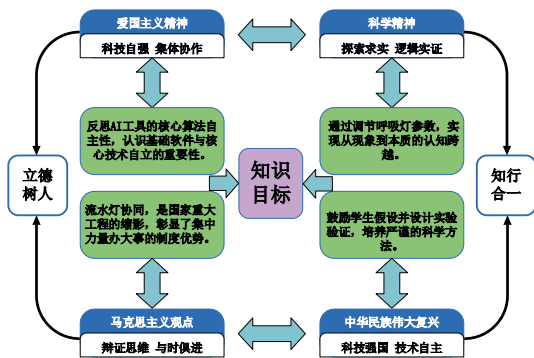 爱国主义精神
科技自强 集体协作
科学精神
探索求实 逻辑实证
反思AI工具的核心算法自
主性，认识基础软件与核
心技术自立的重要性。
通过调节呼吸灯参数，实
现从现象到本质的认知跨
越。
立德
树人
知识
目标
知行
合一
流水灯协同，是国家重大
工程的缩影，彰显了集中
力量办大事的制度优势。
鼓励学生假设并设计实验
验证，培养严谨的科学方
法。
马克思主义观点
辩证思维 与时俱进
中华民族伟大复兴
科技强国 技术自主